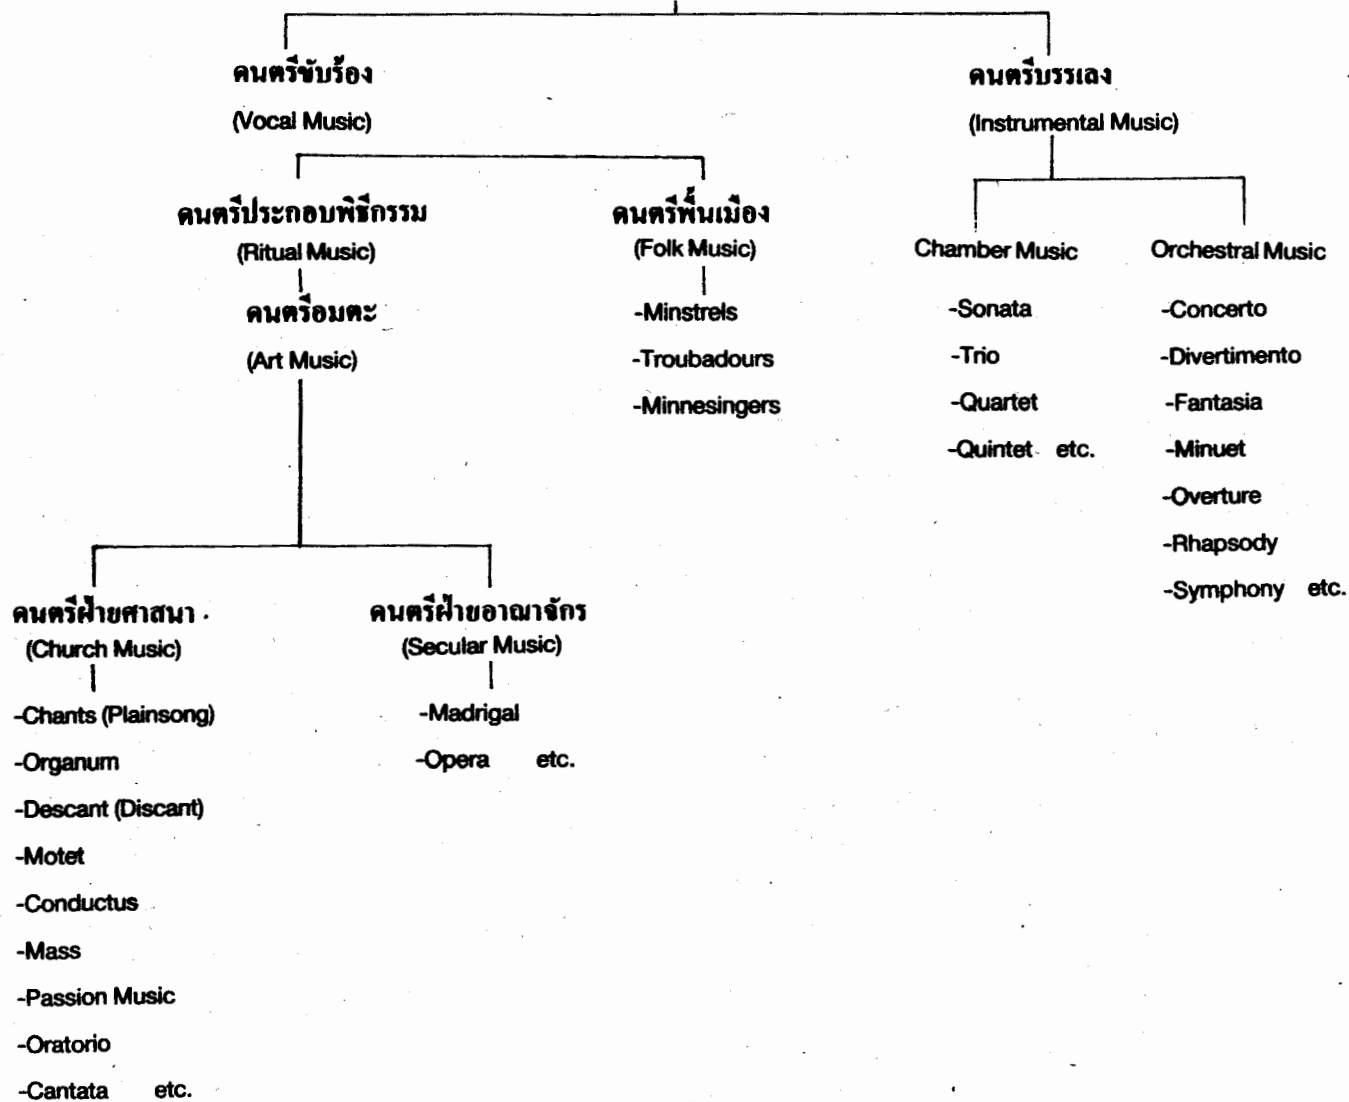 ดนตรีขับร้อง
(Vocal Music)
ดนตรีบรรเลง
(Instrumental Music)
ดนตรีประกอบพิธีกรรม
(Ritual Music)
ดนตรีอมตะ
(Art Music)
ดนตรีพื้นเมือง
(Folk Music)
-Minstrels
-Troubadours
-Minnesingers
Chamber Music
-Sonata
-Trio
-Quartet
-Quintet etc.
Orchestral Music
-Concerto
-Divertimento
-Fantasia
-Minuet
-Overture
-Rhapsody
-Symphony etc.
ดนตรีฝ่ายศาสนา
(Church Music)
-Chants (Plainsong)
-Organum
-Descant (Discant)
-Motet
-Conductus
-Mass
-Passion Music
-Oratorio
-Cantata etc.
ดนตรีฝ่ายอาณาจักร
(Secular Music)
-Madrigal
-Opera etc.